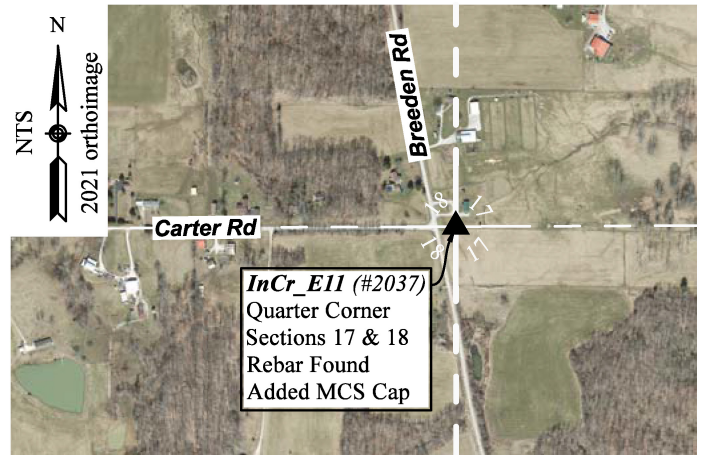 N
NTS
2021 orthoimage
Breeden Rd
18 17
Carter Rd
18 17
InCr_E11 (#2037)
Quarter Corner
Sections 17 & 18
Rebar Found
Added MCS Cap